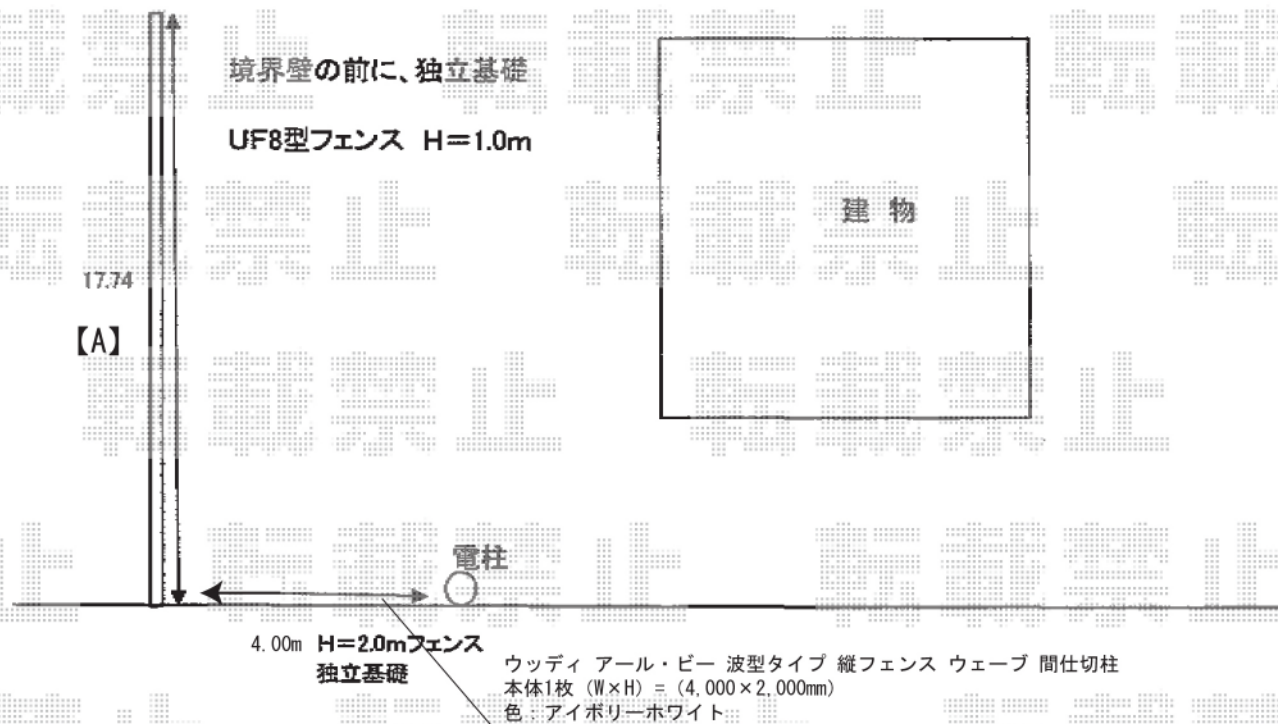 境界壁の前に、独立基礎
UF8型フェンス H=1.0m
建物
17.74
【A】
電柱
4.00m H=2.0mフェンス
独立基礎
ウッディ アール・ビー 波型タイプ 縦フェンス ウェーブ 間仕切柱
本体1枚 (W×H) = (4,000×2,000mm)
色：アイボリーホワイト
転載禁止